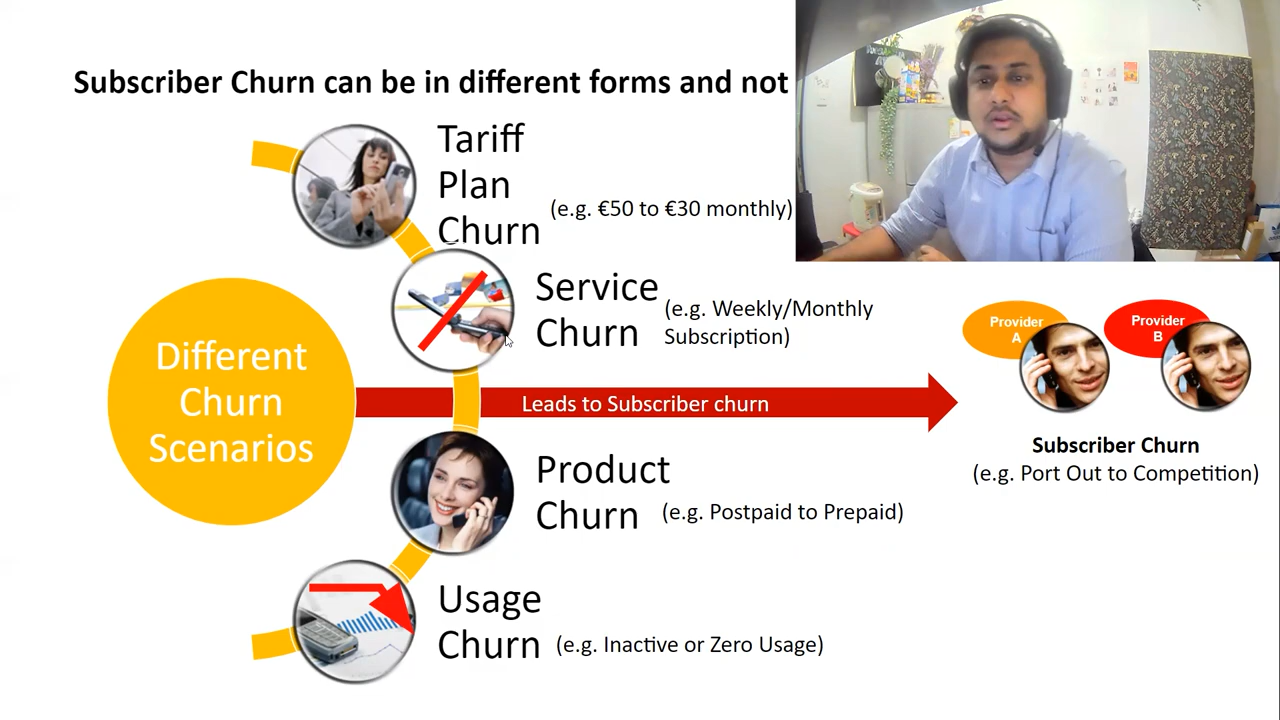 Subscriber Churn can be in different forms and not
Tariff
Plan
Churn
(e.g. €50 to €30 monthly)
Service
Churn
(e.g. Weekly/Monthly
Subscription)
Different
Churn
Scenarios
Leads to Subscriber churn
Provider
A
Provider
B
Subscriber Churn
(e.g. Port Out to Competition)
Product
Churn
(e.g. Postpaid to Prepaid)
Usage
Churn
(e.g. Inactive or Zero Usage)